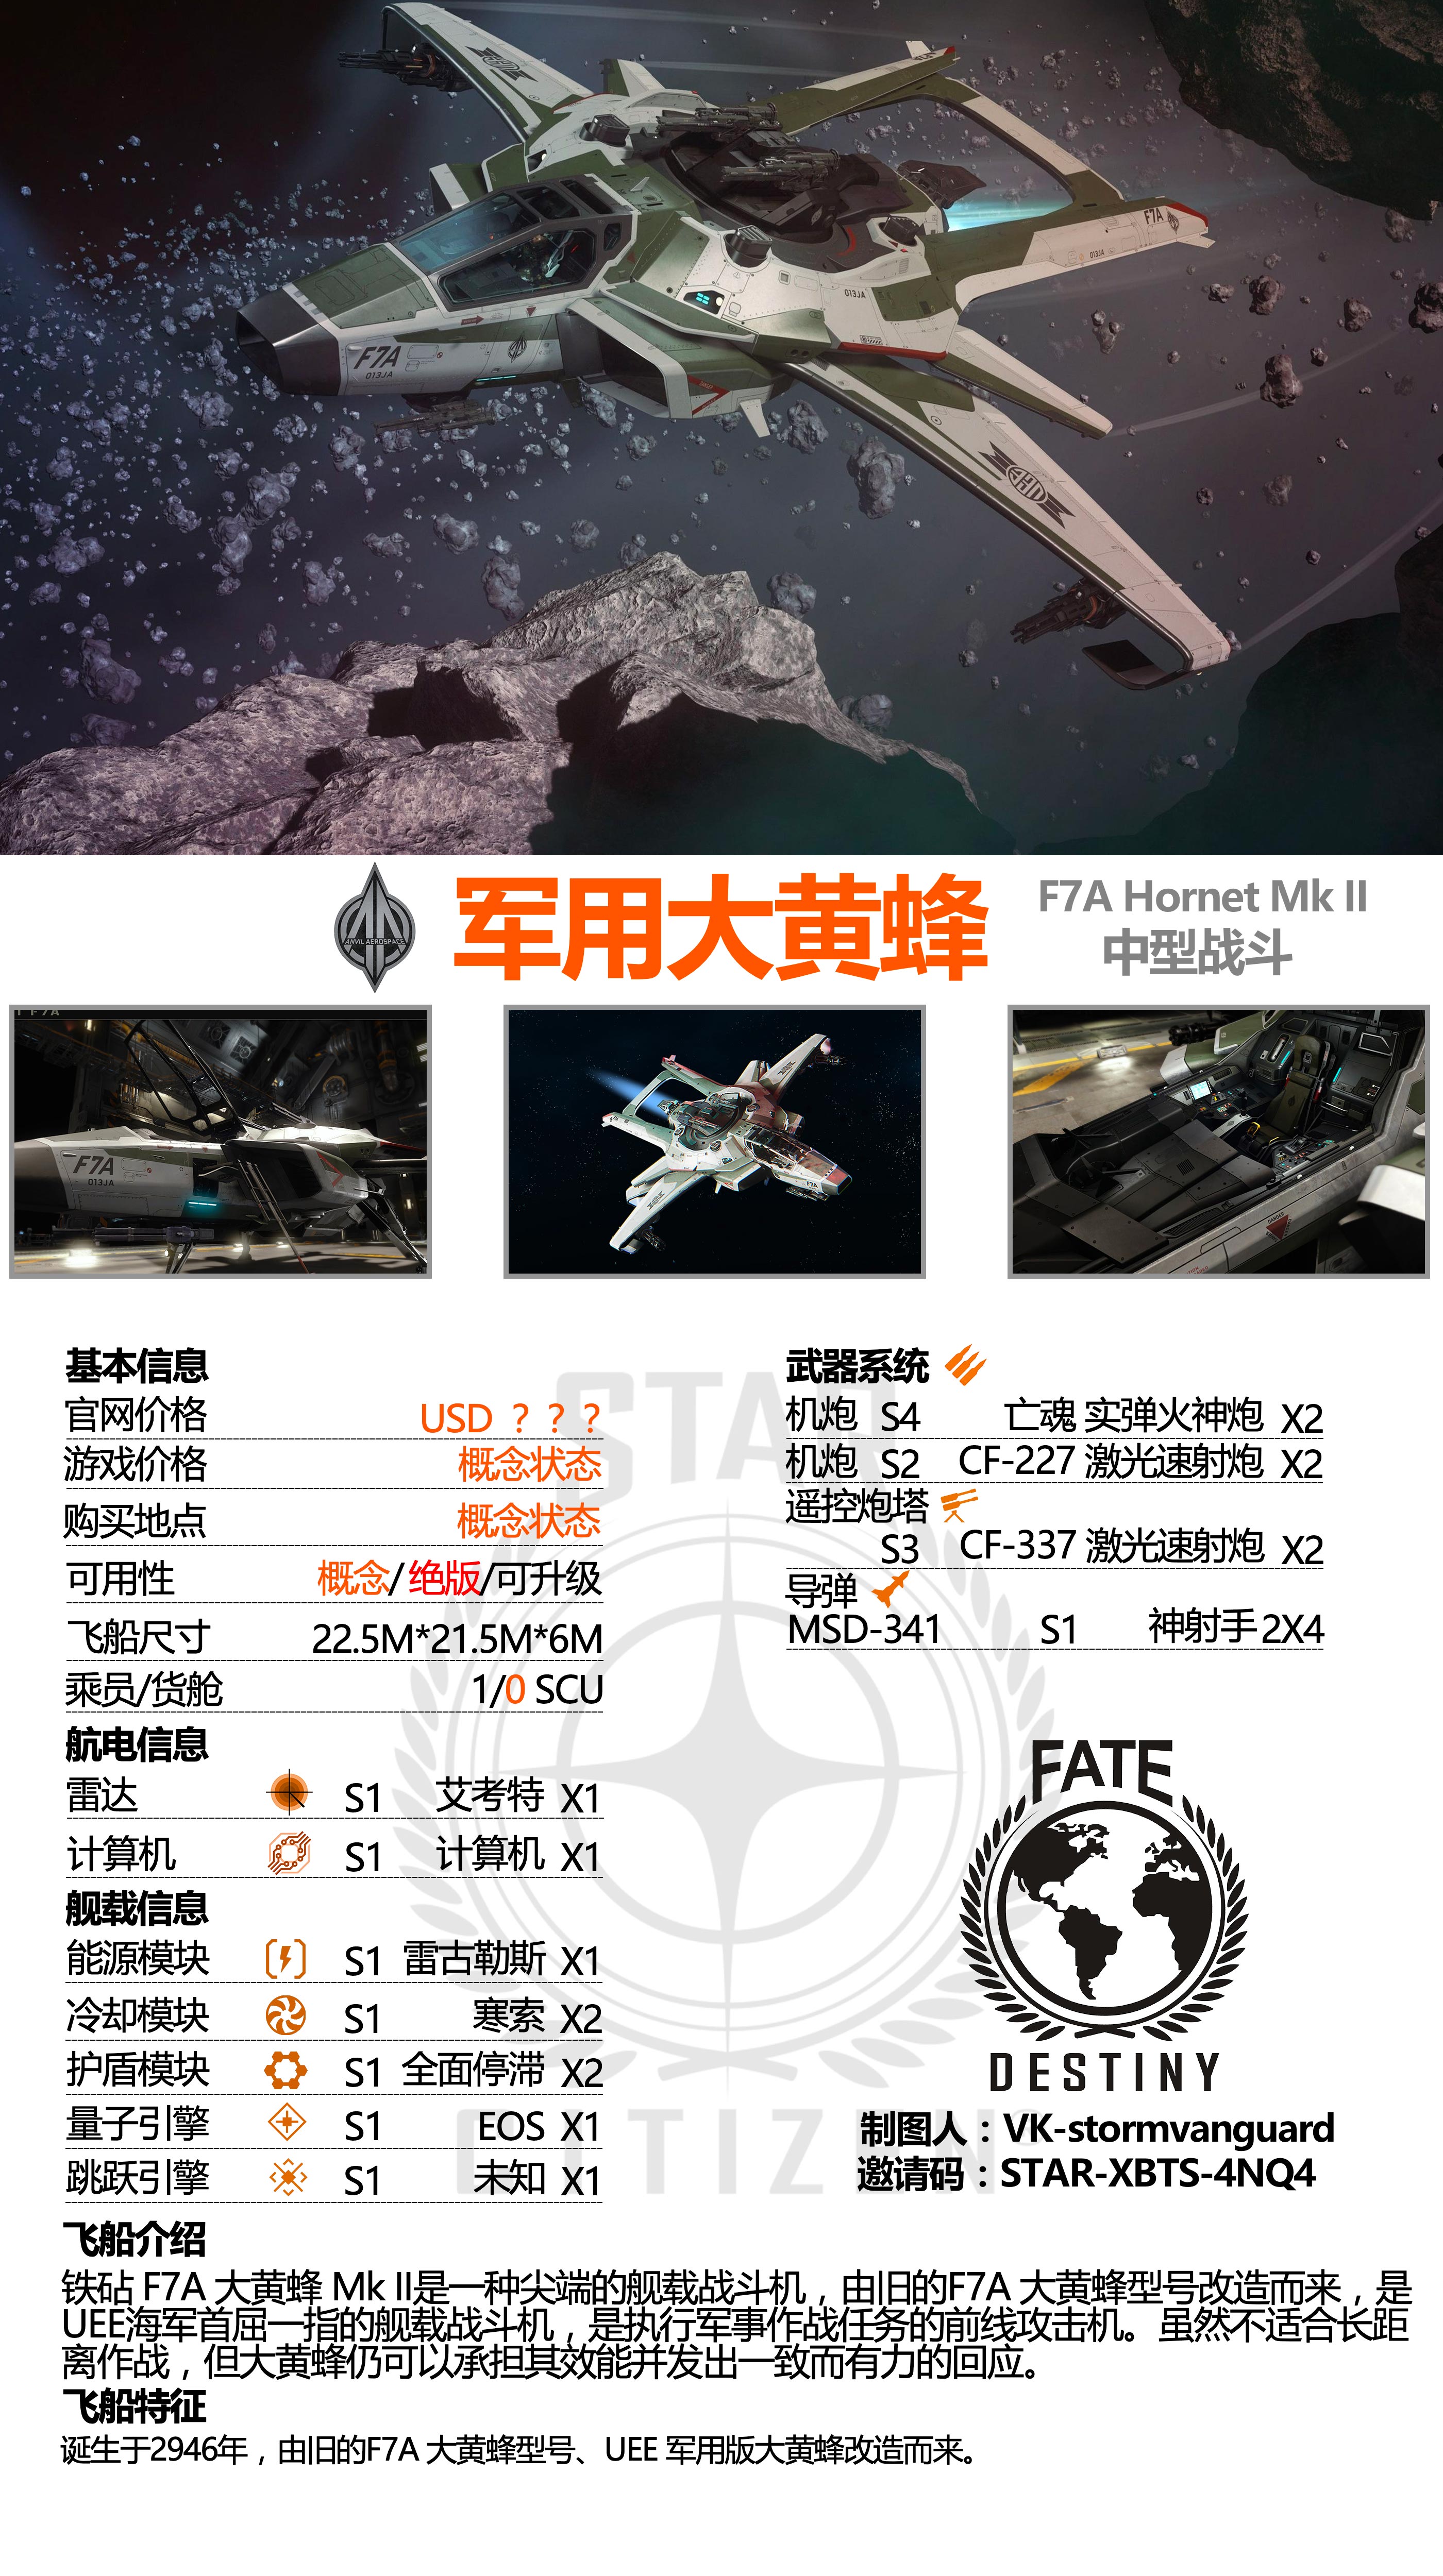 F7A
013JA
013JA
F7A
013JA
ANVIL AEROSPACE
军用大黄蜂
F7A Hornet Mk II
中型战斗
F7A
F7A
013JA
F7A
DANGER
基本信息
官网价格 USD ？？？
游戏价格 概念状态
购买地点 概念状态
可用性 概念/绝版/可升级
飞船尺寸 22.5M*21.5M*6M
乘员/货舱 1/0 SCU
航电信息
雷达 S1 艾考特 X1
计算机 S1 计算机 X1
舰载信息
能源模块 S1 雷古勒斯 X1
冷却模块 S1 寒索 X2
护盾模块 S1 全面停滞 X2
量子引擎 S1 EOS X1
跳跃引擎 S1 未知 X1
武器系统
机炮 S4 亡魂 实弹火神炮 X2
机炮 S2 CF-227 激光速射炮 X2
遥控炮塔
S3 CF-337 激光速射炮 X2
导弹
MSD-341 S1 神射手 2X4
STAR
CITIZEN
FATE
DESTINY
制图人：VK-stormvanguard
邀请码：STAR-XBTS-4NQ4
飞船介绍
铁砧 F7A 大黄蜂 Mk II是一种尖端的舰载战斗机，由旧的F7A 大黄蜂型号改造而来，是
UEE海军首屈一指的舰载战斗机，是执行军事作战任务的前线攻击机。虽然不适合长距
离作战，但大黄蜂仍可以承担其效能并发出一致而有力的回应。
飞船特征
诞生于2946年，由旧的F7A 大黄蜂型号、UEE 军用版大黄蜂改造而来。